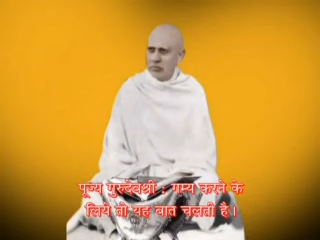 पूज्य गुरुदेवश्री : गम्य करने के
लिये तो यह बात चलती है।